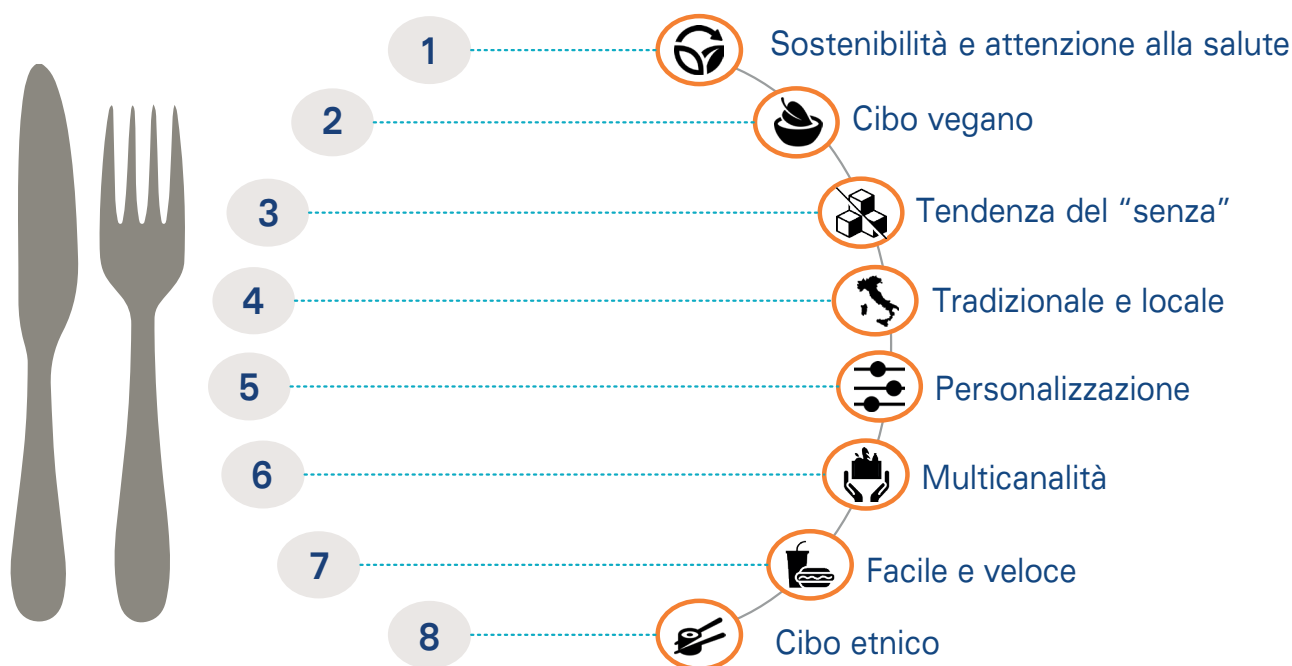 1 Sostenibilità e attenzione alla salute
2 Cibo vegano
3 Tendenza del “senza”
4 Tradizionale e locale
5 Personalizzazione
6 Multicanalità
7 Facile e veloce
8 Cibo etnico